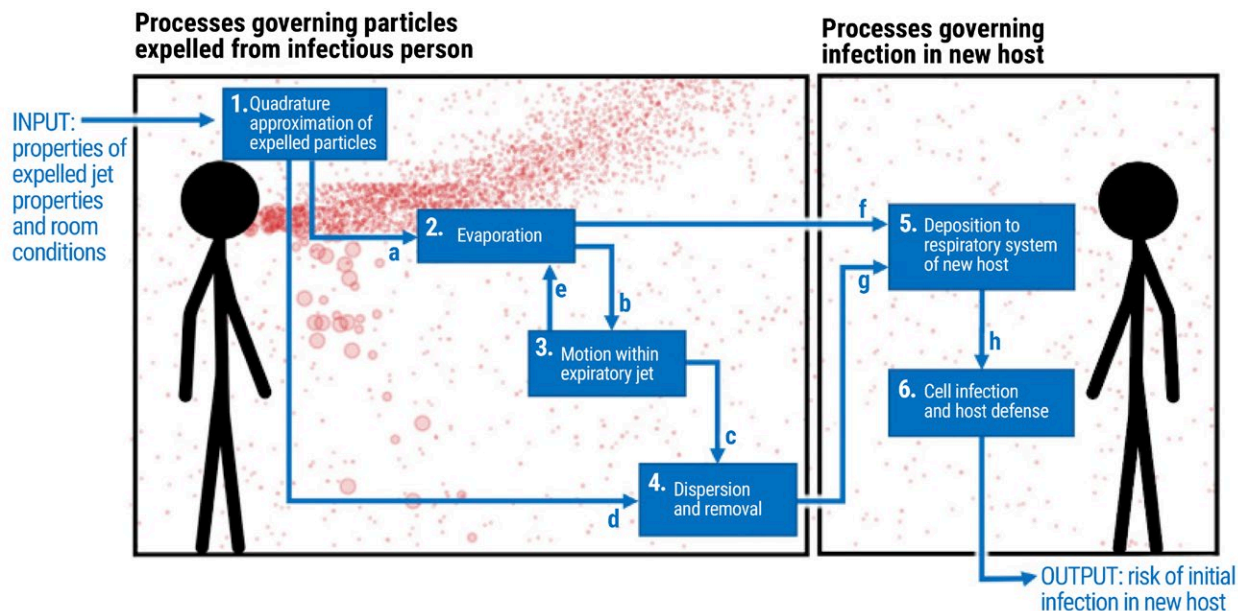 Processes governing particles
expelled from infectious person
Processes governing
infection in new host
INPUT:
properties of
expelled jet
properties
and room
conditions
1. Quadrature
approximation of
expelled particles
a
2. Evaporation
f
5. Deposition to
respiratory system
of new host
g
e
b
3. Motion within
expiratory jet
h
6. Cell infection
and host defense
c
4. Dispersion
and removal
d
OUTPUT: risk of initial
infection in new host